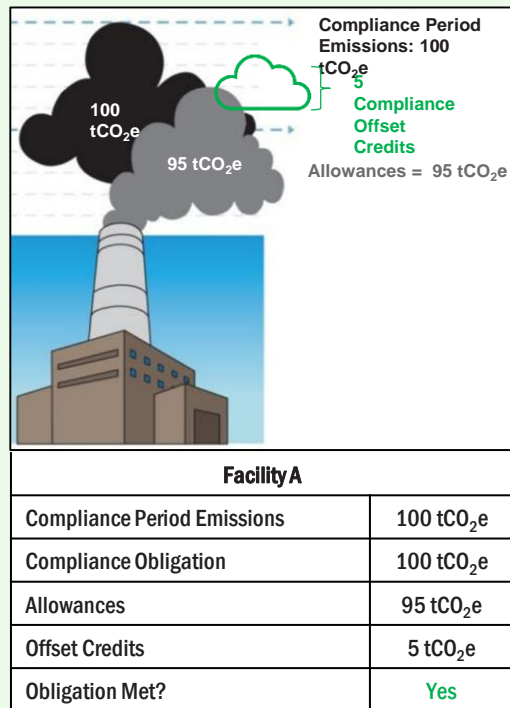 Compliance Period
Emissions: 100
tCO₂e
5
Compliance
Offset
Credits
Allowances = 95 tCO₂e
100
tCO₂e
95 tCO₂e
Facility A
Compliance Period Emissions 100 tCO₂e
Compliance Obligation 100 tCO₂e
Allowances 95 tCO₂e
Offset Credits 5 tCO₂e
Obligation Met? Yes